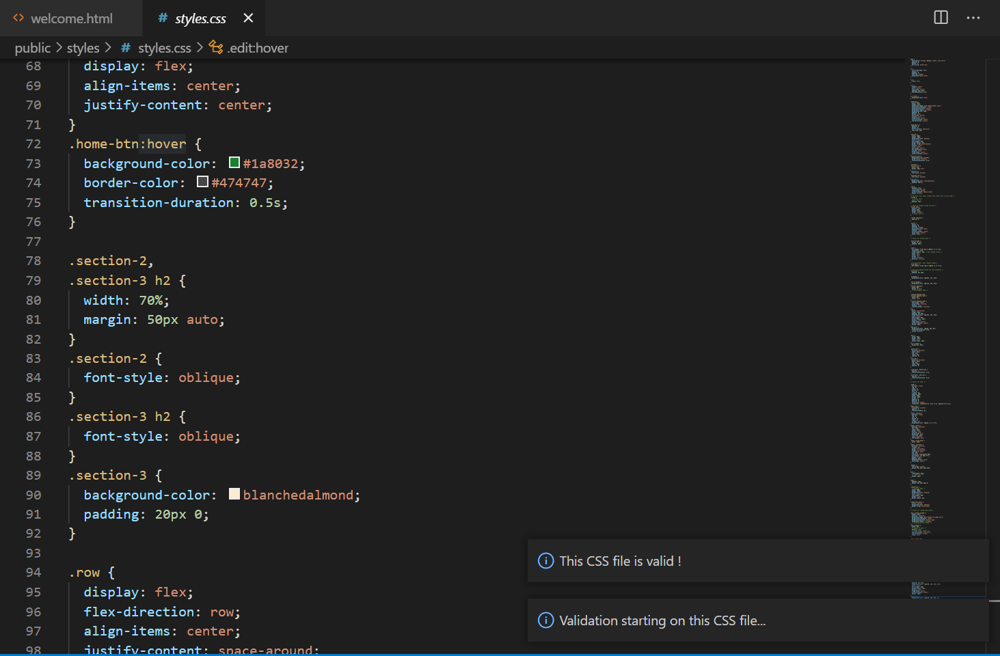 welcome.html
# styles.css
public > styles > # styles.css > .edit:hover
68 display: flex;
69 align-items: center;
70 justify-content: center;
71 }
72 .home-btn:hover {
73 background-color: #1a8032;
74 border-color: #474747;
75 transition-duration: 0.5s;
76 }
77
78 .section-2,
79 .section-3 h2 {
80 width: 70%;
81 margin: 50px auto;
82 }
83 .section-2 {
84 font-style: oblique;
85 }
86 .section-3 h2 {
87 font-style: oblique;
88 }
89 .section-3 {
90 background-color: blanchedalmond;
91 padding: 20px 0;
92 }
93
94 .row {
95 display: flex;
96 flex-direction: row;
97 align-items: center;
98 justify-content: space-around;
This CSS file is valid !
Validation starting on this CSS file...